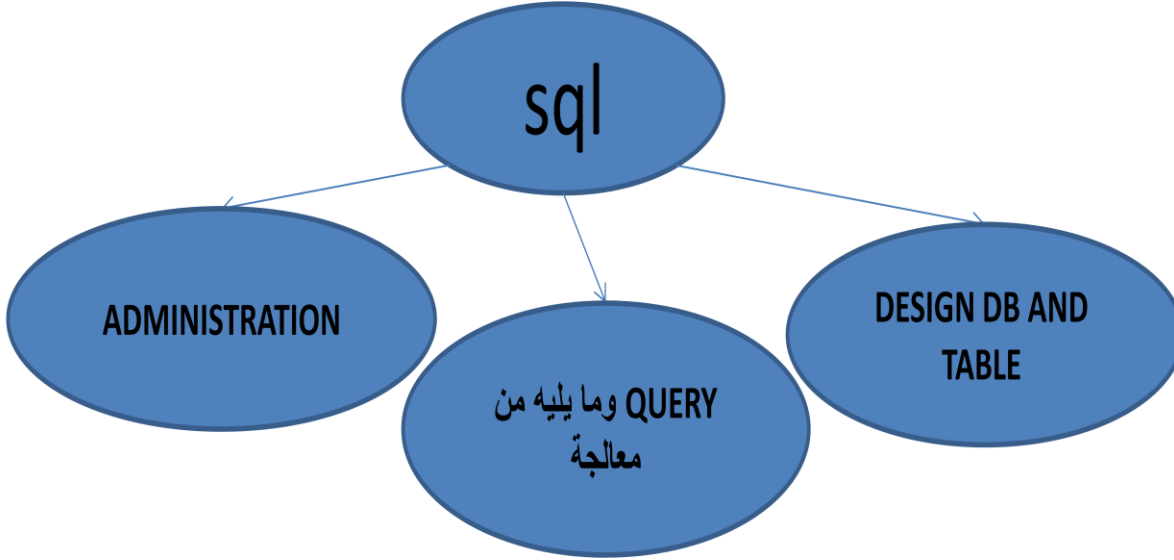 sql
ADMINISTRATION
QUERY وما يليه من
معالجة
DESIGN DB AND
TABLE